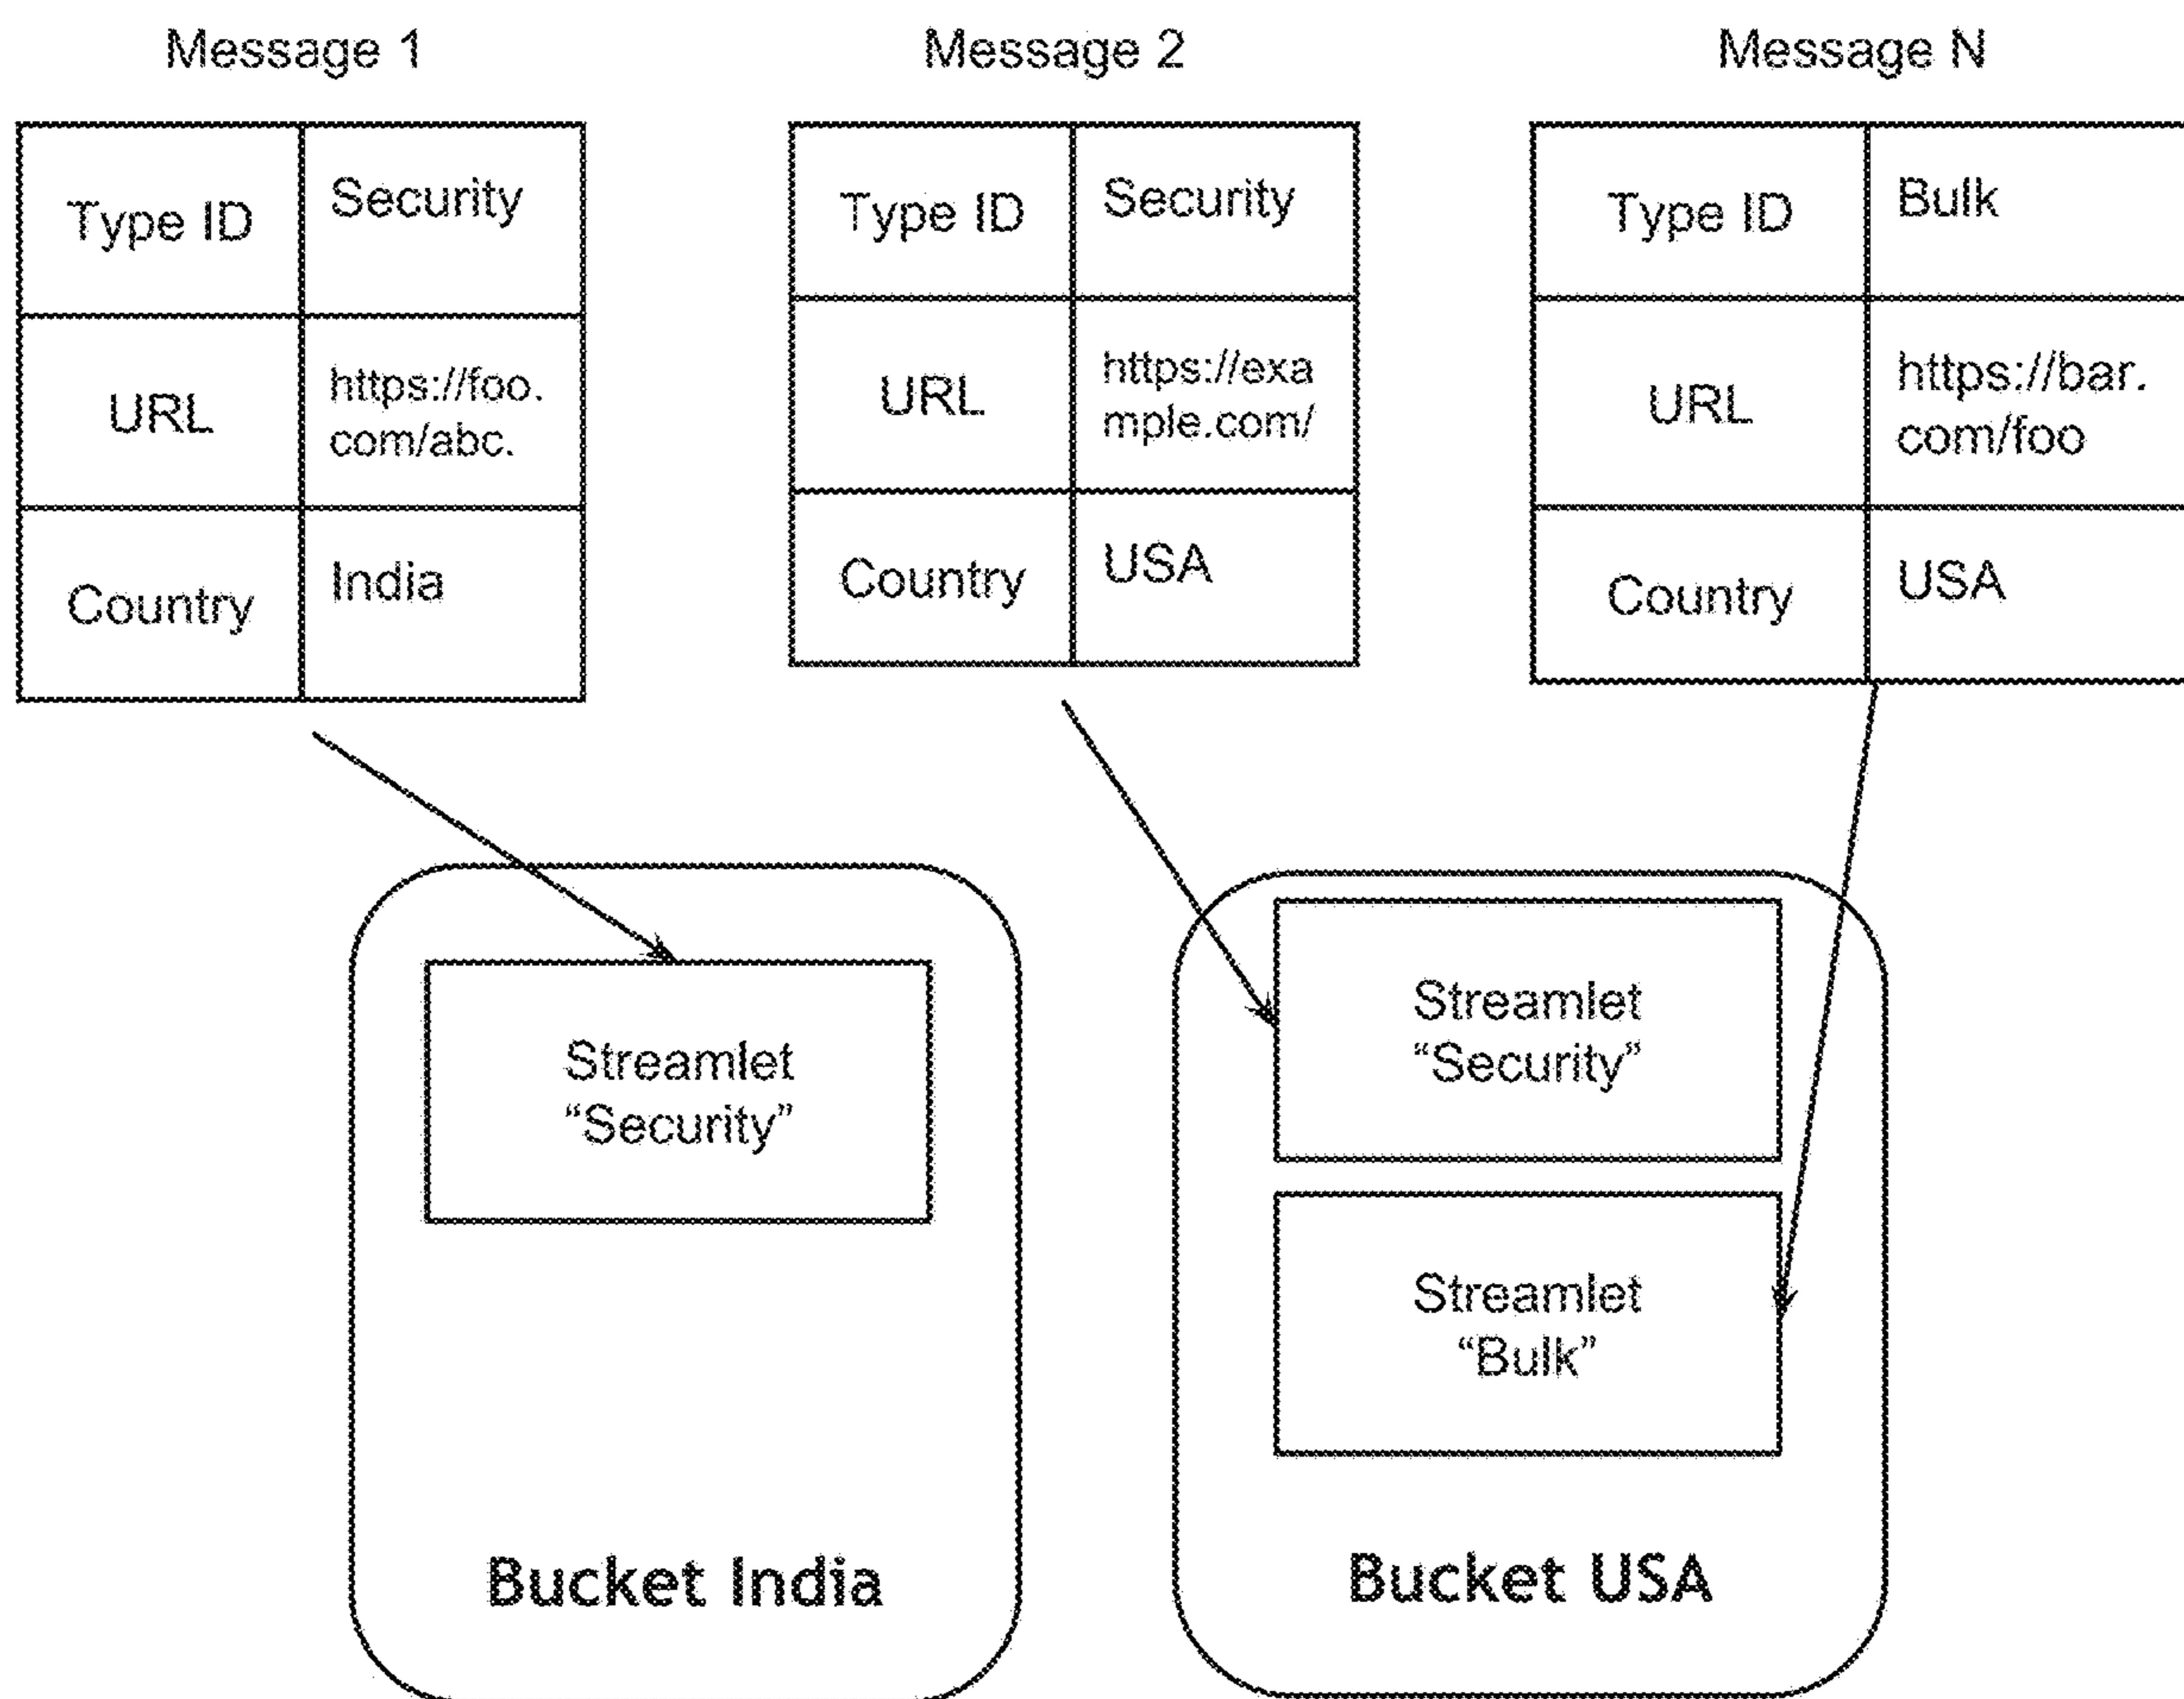 Message 1
Type ID
Security
URL
https://foo.
com/abc.
Country
India
Message 2
Type ID
Security
URL
https://exa
mple.com/
Country
USA
Message N
Type ID
Bulk
URL
https://bar.
com/foo
Country
USA
Streamlet
“Security”
Bucket India
Streamlet
“Security”
Streamlet
“Bulk”
Bucket USA